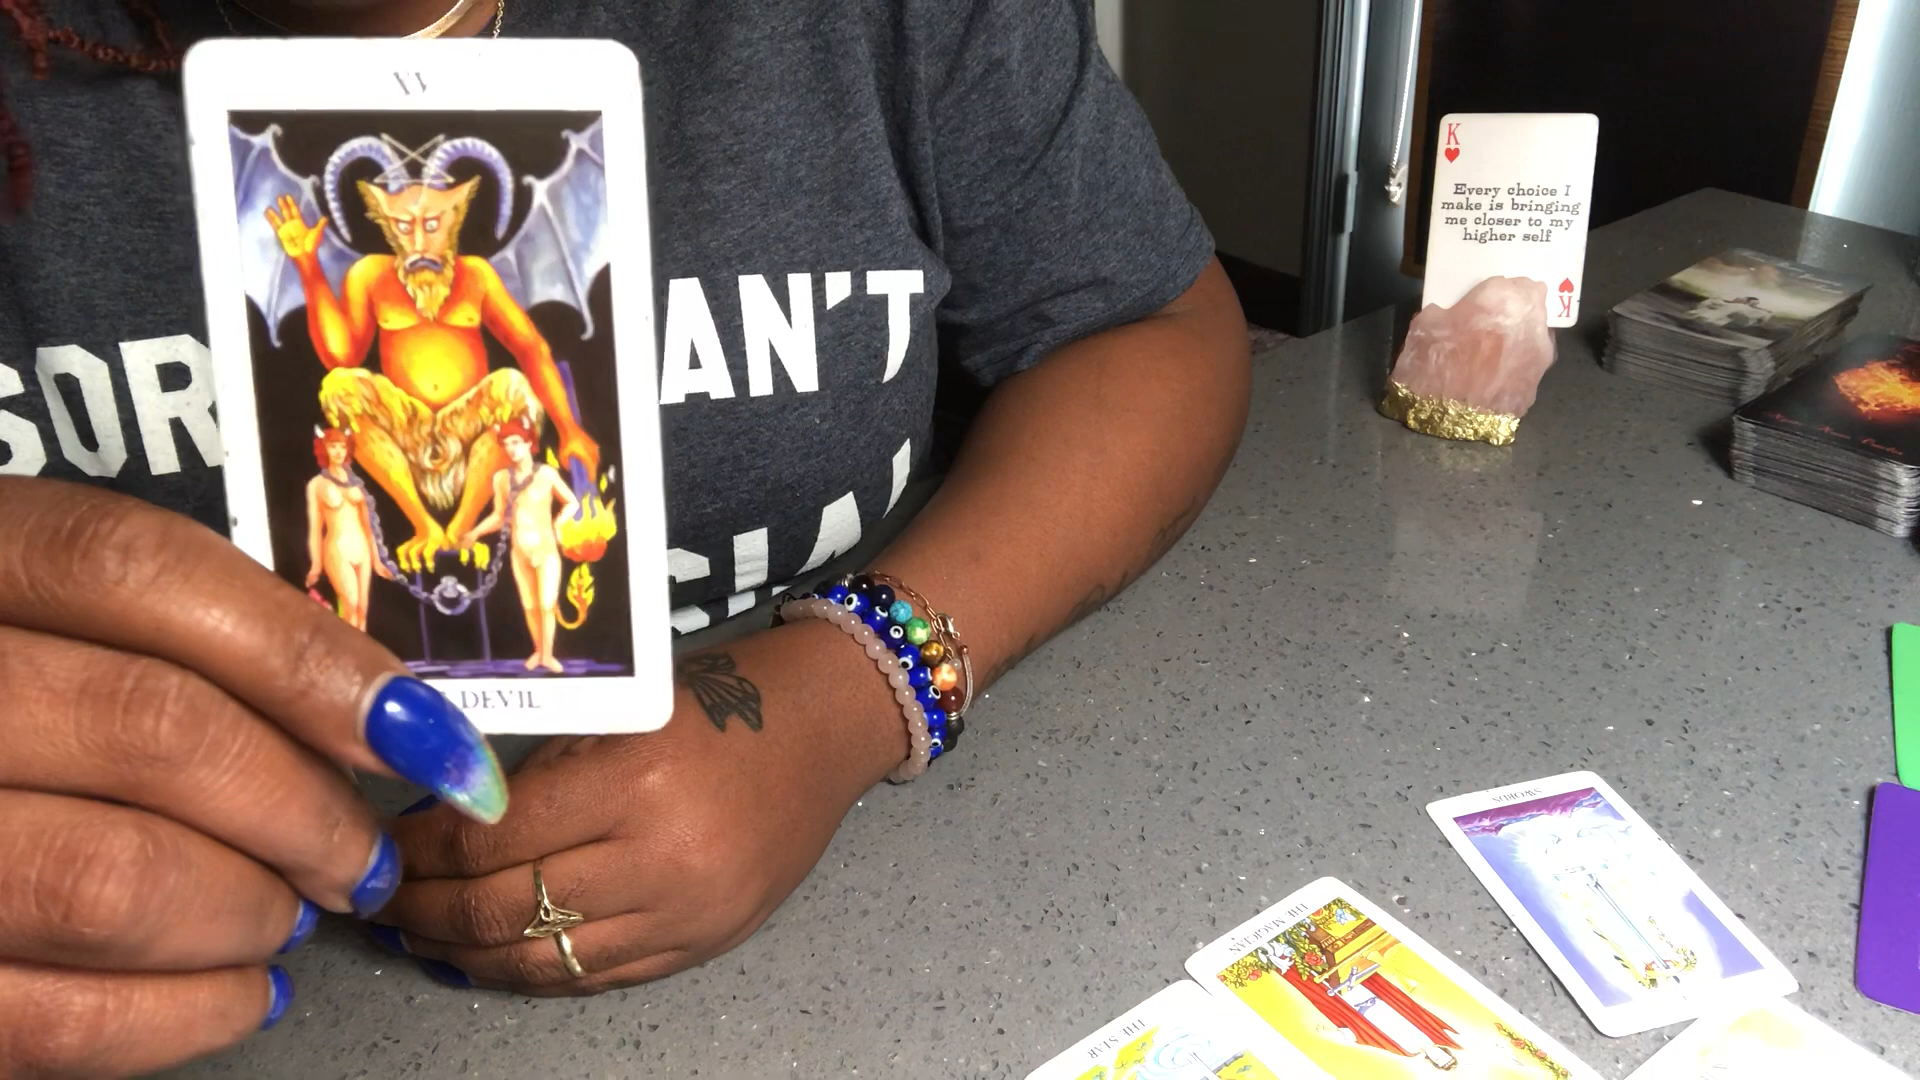 DEVIL
SOR
AN'T
K
Every choice I
make is bringing
me closer to my
higher self
K
SWORDS
THE MAGICIAN
THE STAR